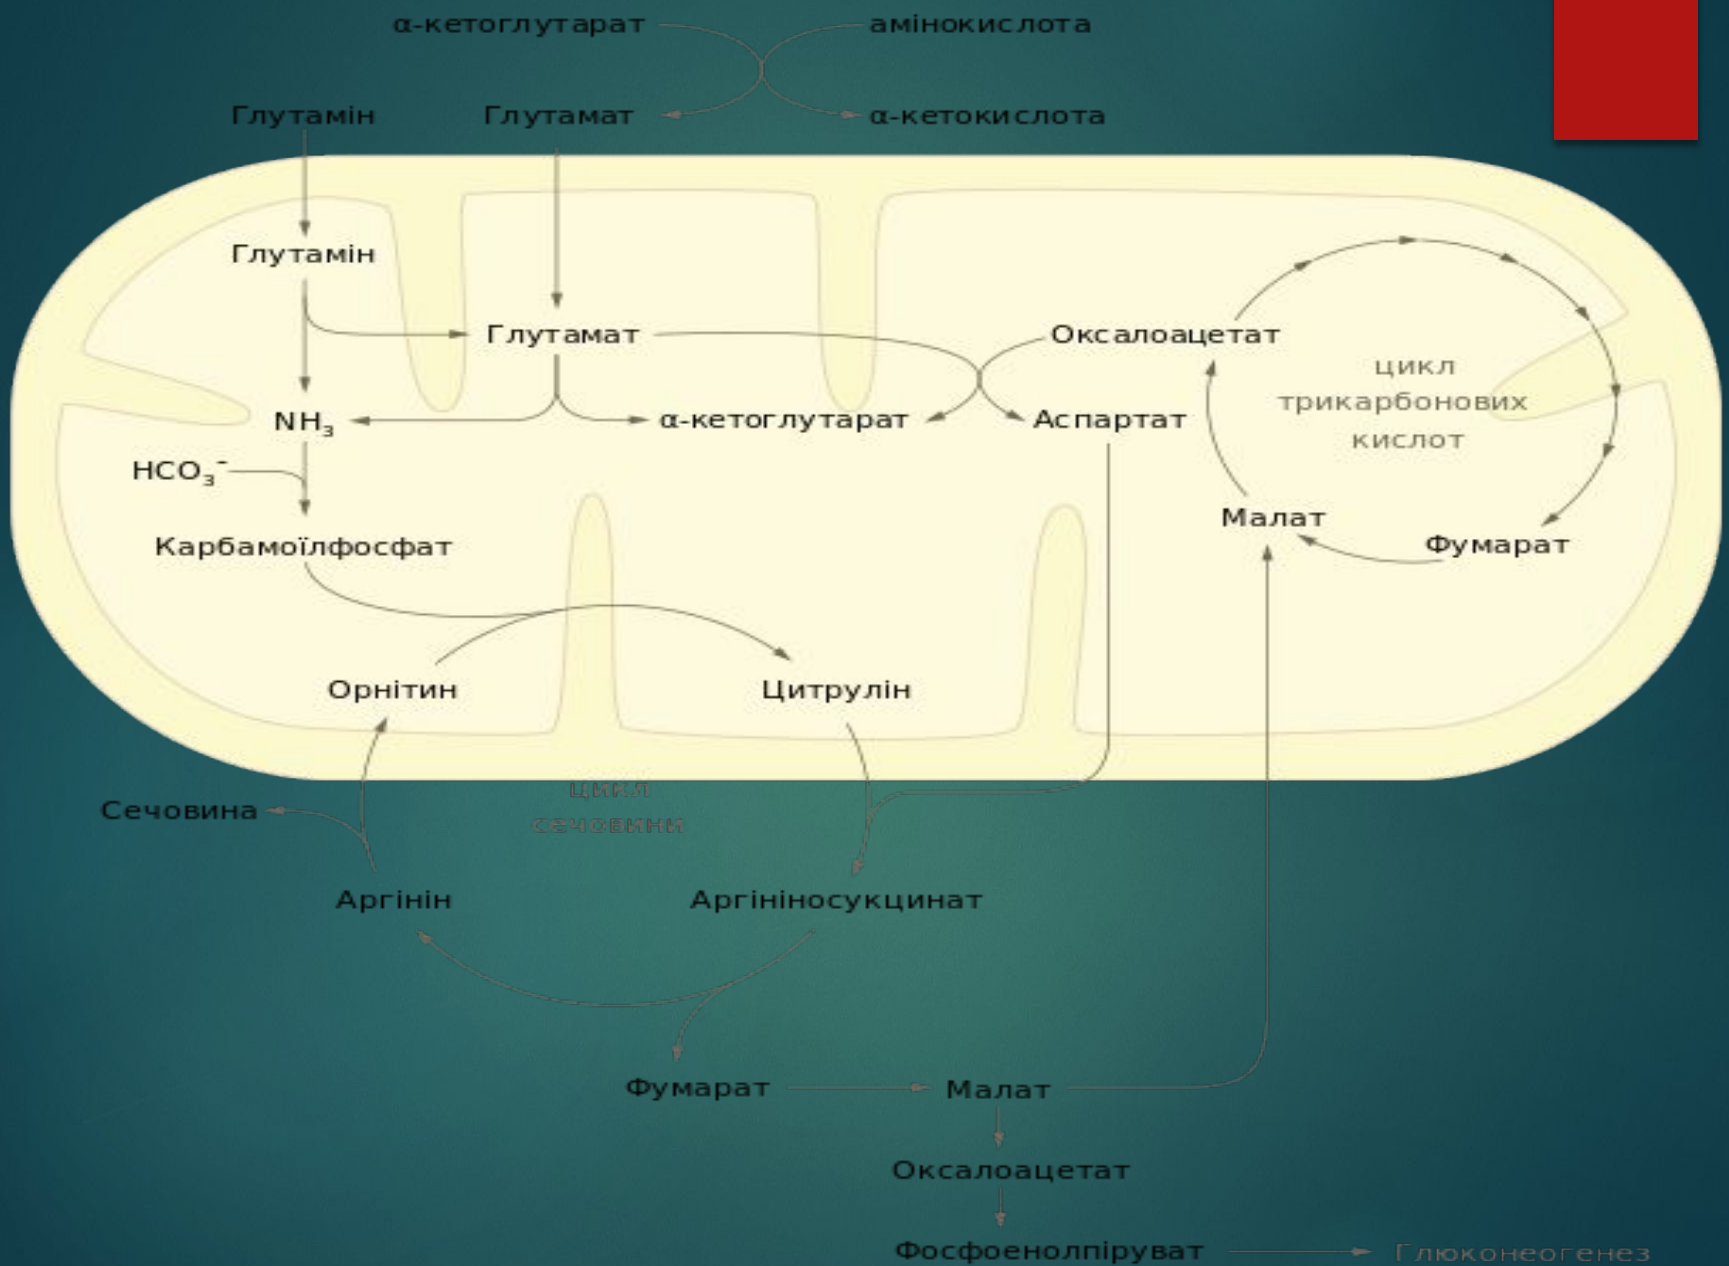 α-кетоглутарат амінокислота
Глутамін Глутамат α-кетокислота
Глутамін
Глутамат Оксалоацетат
цикл
трикарбонових
кислот
NH₃ α-кетоглутарат Аспартат
HCO₃⁻
Малат
Карбамоїлфосфат Фумарат
Орнітин Цитрулін
цикл
сечовини
Сечовина
Аргінін Аргініносукцинат
Фумарат Малат
Оксалоацетат
Фосфоенолпіруват Глюконеогенез